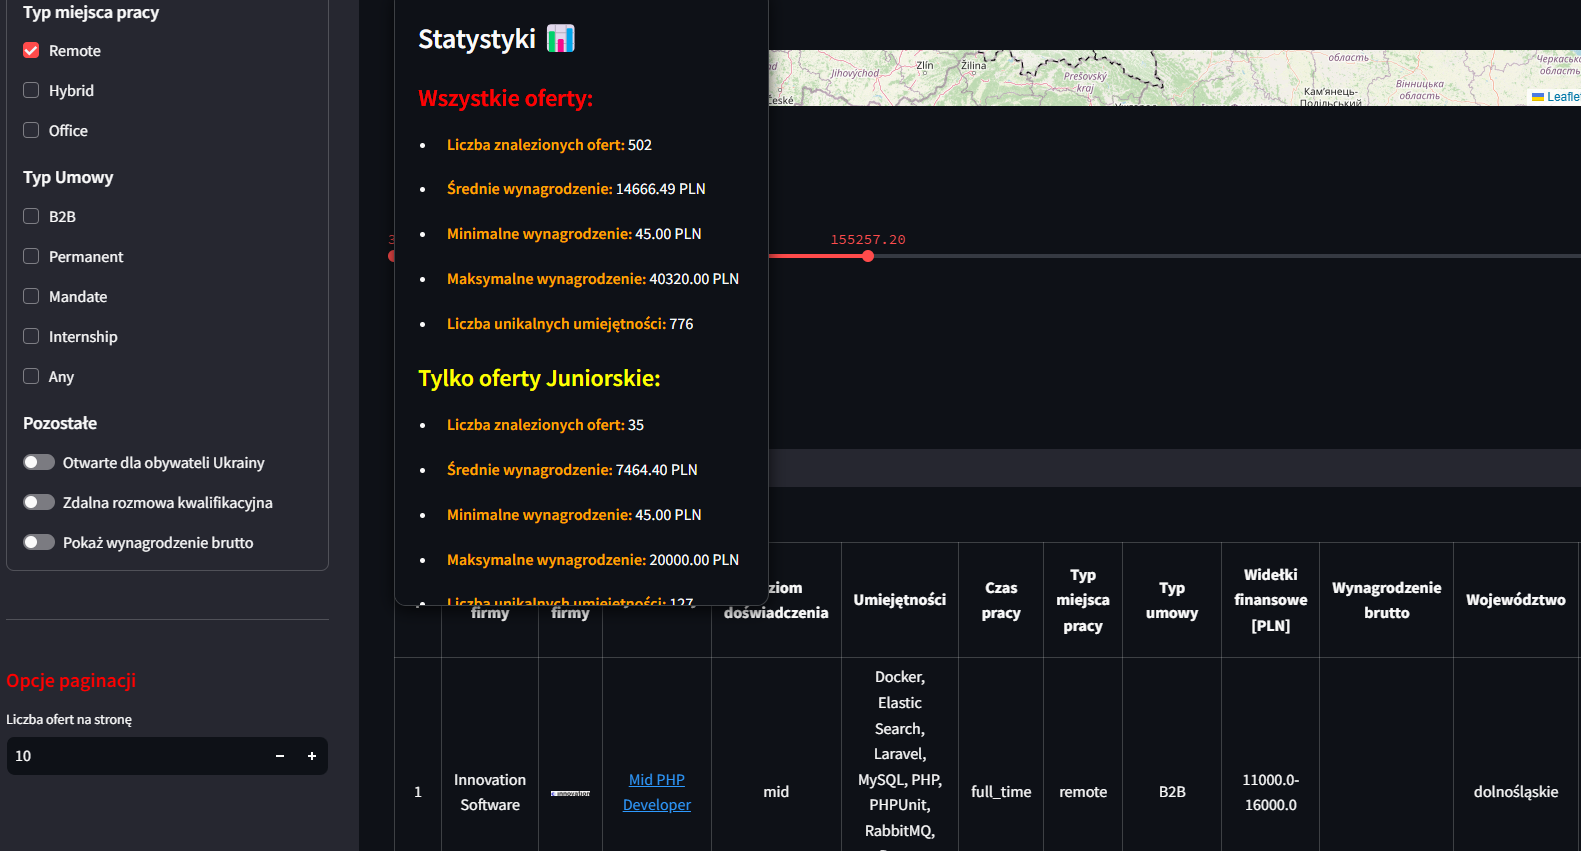 Typ miejsca pracy
Remote
Hybrid
Office
Typ Umowy
B2B
Permanent
Mandate
Internship
Any
Pozostałe
Otwarte dla obywateli Ukrainy
Zdalna rozmowa kwalifikacyjna
Pokaż wynagrodzenie brutto
Opcje paginacji
Liczba ofert na stronę
10
Statystyki
Wszystkie oferty:
Liczba znalezionych ofert: 502
Średnie wynagrodzenie: 14666.49 PLN
Minimalne wynagrodzenie: 45.00 PLN
Maksymalne wynagrodzenie: 40320.00 PLN
Liczba unikalnych umiejętności: 776
Tylko oferty Juniorskie:
Liczba znalezionych ofert: 35
Średnie wynagrodzenie: 7464.40 PLN
Minimalne wynagrodzenie: 45.00 PLN
Maksymalne wynagrodzenie: 20000.00 PLN
Liczba unikalnych umiejętności: 127
Jihovýchod
Zlín
Žilina
České
Prešovský
kraj
область
Кам'янець-
Подільський
Вінницька
область
Черкаська
область
Leaflet
155257.20
firmy
firmy
ziom
doświadczenia
Umiejętności
Czas
pracy
Typ
miejsca
pracy
Typ
umowy
Widełki
finansowe
[PLN]
Wynagrodzenie
brutto
Województwo
1
Innovation
Software
innovation
Mid PHP
Developer
mid
Docker,
Elastic
Search,
Laravel,
MySQL, PHP,
PHPUnit,
RabbitMQ,
full_time
remote
B2B
11000.0-
16000.0
dolnośląskie